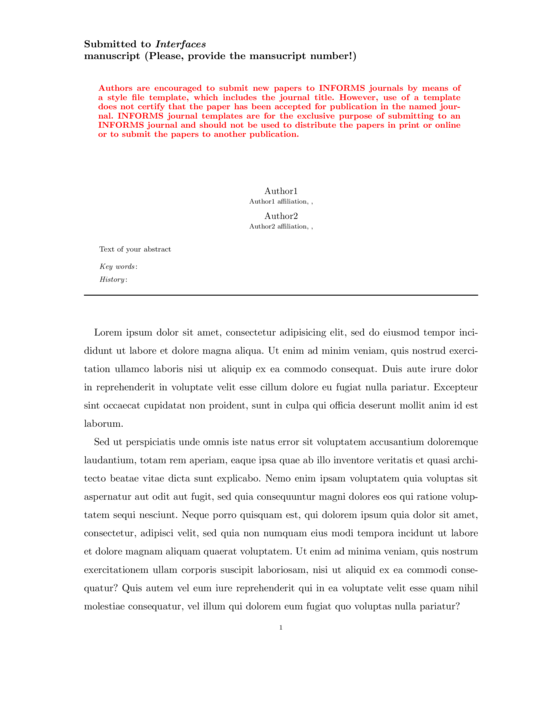 Submitted to Interfaces
manuscript (Please, provide the mansucript number!)
Authors are encouraged to submit new papers to INFORMS journals by means of
a style file template, which includes the journal title. However, use of a template
does not certify that the paper has been accepted for publication in the named jour-
nal. INFORMS journal templates are for the exclusive purpose of submitting to an
INFORMS journal and should not be used to distribute the papers in print or online
or to submit the papers to another publication.
Author1
Author1 affiliation, ,
Author2
Author2 affiliation, ,
Text of your abstract
Key words:
History:
Lorem ipsum dolor sit amet, consectetur adipisicing elit, sed do eiusmod tempor inci-
didunt ut labore et dolore magna aliqua. Ut enim ad minim veniam, quis nostrud exerci-
tation ullamco laboris nisi ut aliquip ex ea commodo consequat. Duis aute irure dolor
in reprehenderit in voluptate velit esse cillum dolore eu fugiat nulla pariatur. Excepteur
sint occaecat cupidatat non proident, sunt in culpa qui officia deserunt mollit anim id est
laborum.
Sed ut perspiciatis unde omnis iste natus error sit voluptatem accusantium doloremque
laudantium, totam rem aperiam, eaque ipsa quae ab illo inventore veritatis et quasi archi-
tecto beatae vitae dicta sunt explicabo. Nemo enim ipsam voluptatem quia voluptas sit
aspernatur aut odit aut fugit, sed quia consequuntur magni dolores eos qui ratione volup-
tatem sequi nesciunt. Neque porro quisquam est, qui dolorem ipsum quia dolor sit amet,
consectetur, adipisci velit, sed quia non numquam eius modi tempora incidunt ut labore
et dolore magnam aliquam quaerat voluptatem. Ut enim ad minima veniam, quis nostrum
exercitationem ullam corporis suscipit laboriosam, nisi ut aliquid ex ea commodi conse-
quatur? Quis autem vel eum iure reprehenderit qui in ea voluptate velit esse quam nihil
molestiae consequatur, vel illum qui dolorem eum fugiat quo voluptas nulla pariatur?
1